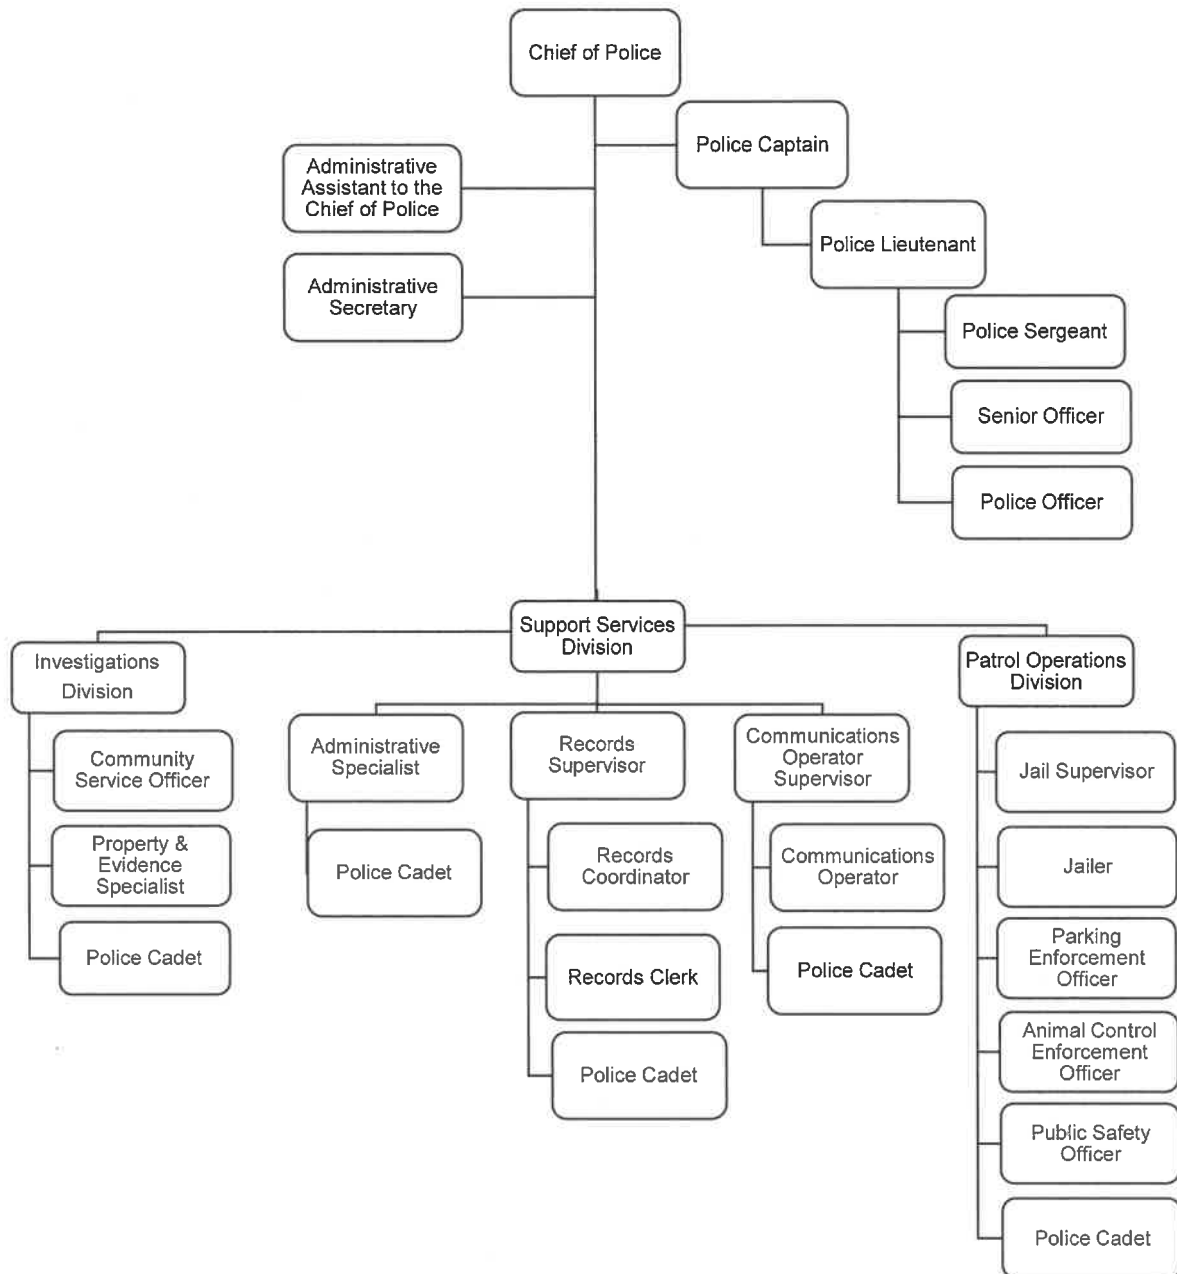 Chief of Police
Police Captain
Administrative
Assistant to the
Chief of Police
Police Lieutenant
Administrative
Secretary
Police Sergeant
Senior Officer
Police Officer
Support Services
Division
Investigations
Division
Patrol Operations
Division
Community
Service Officer
Property &
Evidence
Specialist
Police Cadet
Administrative
Specialist
Police Cadet
Records
Supervisor
Records
Coordinator
Records Clerk
Police Cadet
Communications
Operator
Supervisor
Communications
Operator
Police Cadet
Jail Supervisor
Jailer
Parking
Enforcement
Officer
Animal Control
Enforcement
Officer
Public Safety
Officer
Police Cadet